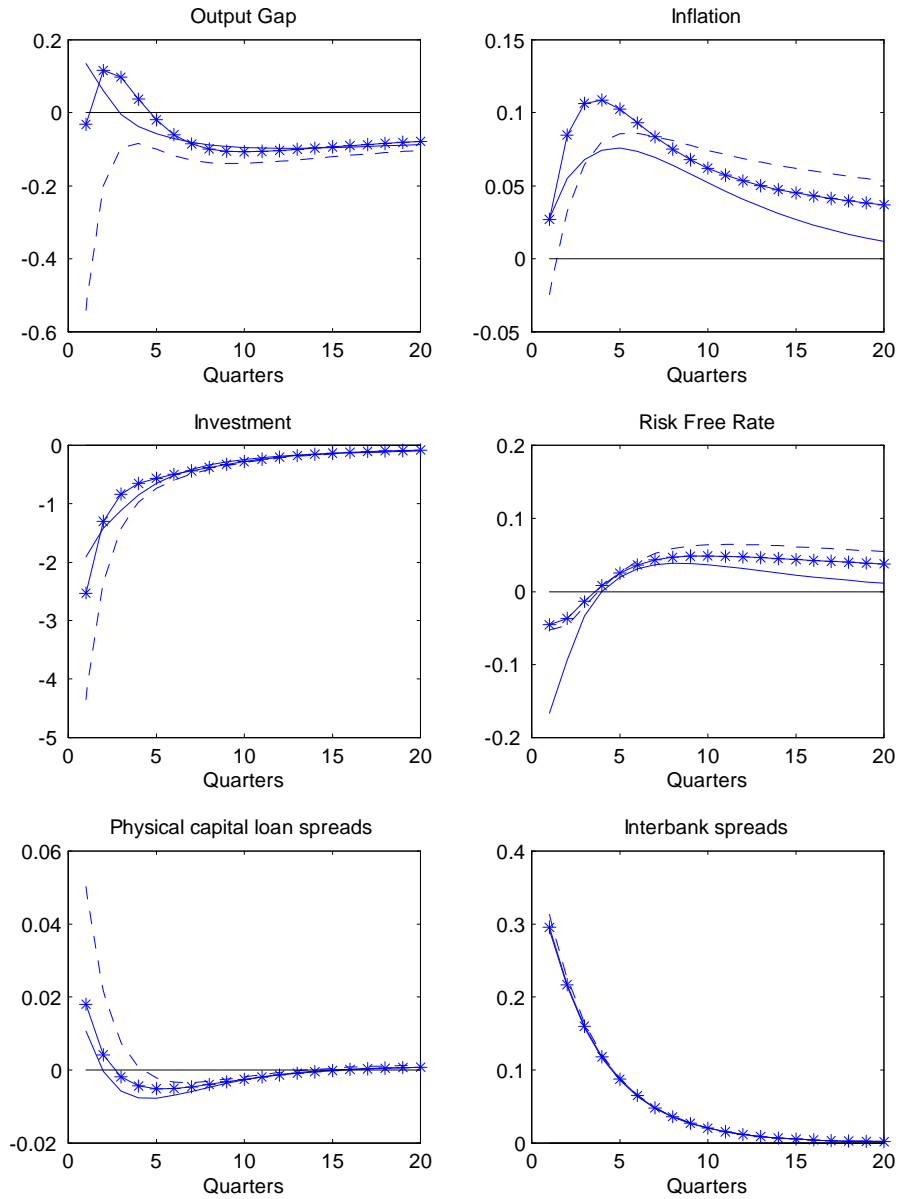 Output Gap
0.2
0
-0.2
-0.4
-0.6
0 5 10 15 20
Quarters
Inflation
0.15
0.1
0.05
0
-0.05
0 5 10 15 20
Quarters
Investment
0
-1
-2
-3
-4
-5
0 5 10 15 20
Quarters
Risk Free Rate
0.2
0.1
0
-0.1
-0.2
0 5 10 15 20
Quarters
Physical capital loan spreads
0.06
0.04
0.02
0
-0.02
0 5 10 15 20
Quarters
Interbank spreads
0.4
0.3
0.2
0.1
0
0 5 10 15 20
Quarters